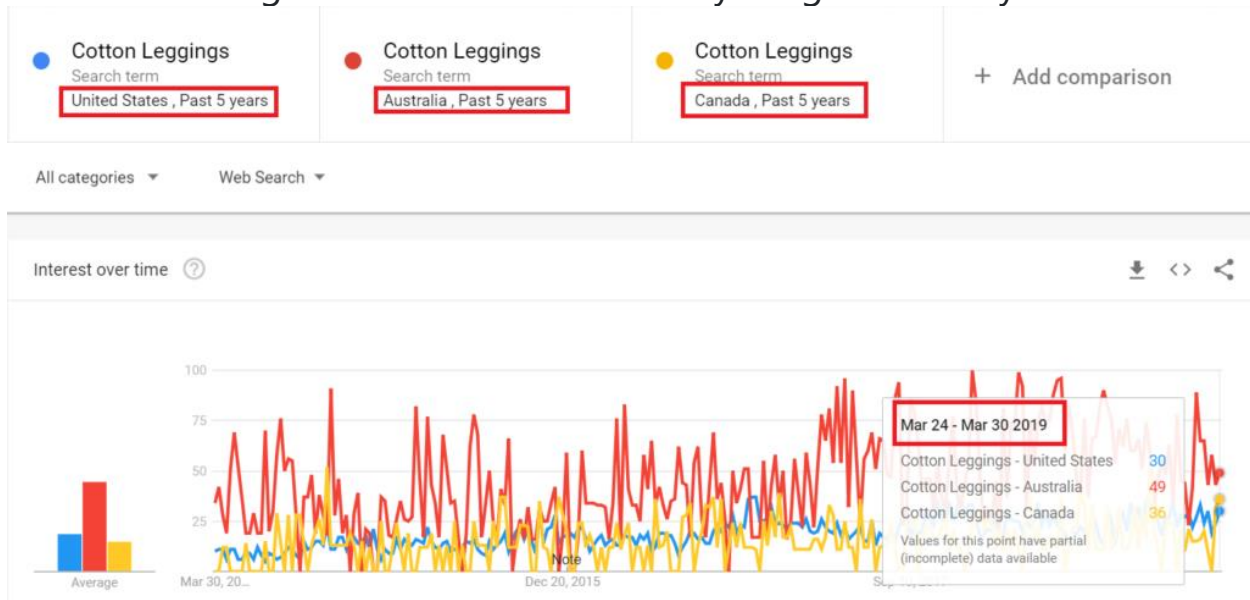 Cotton Leggings
Search term
United States , Past 5 years
Cotton Leggings
Search term
Australia , Past 5 years
Cotton Leggings
Search term
Canada , Past 5 years
+ Add comparison
All categories
Web Search
Interest over time
100
75
50
25
Average
Mar 30, 20...
Note
Dec 20, 2015
Mar 24 - Mar 30 2019
Cotton Leggings - United States 30
Cotton Leggings - Australia 49
Cotton Leggings - Canada 36
Values for this point have partial
(incomplete) data available